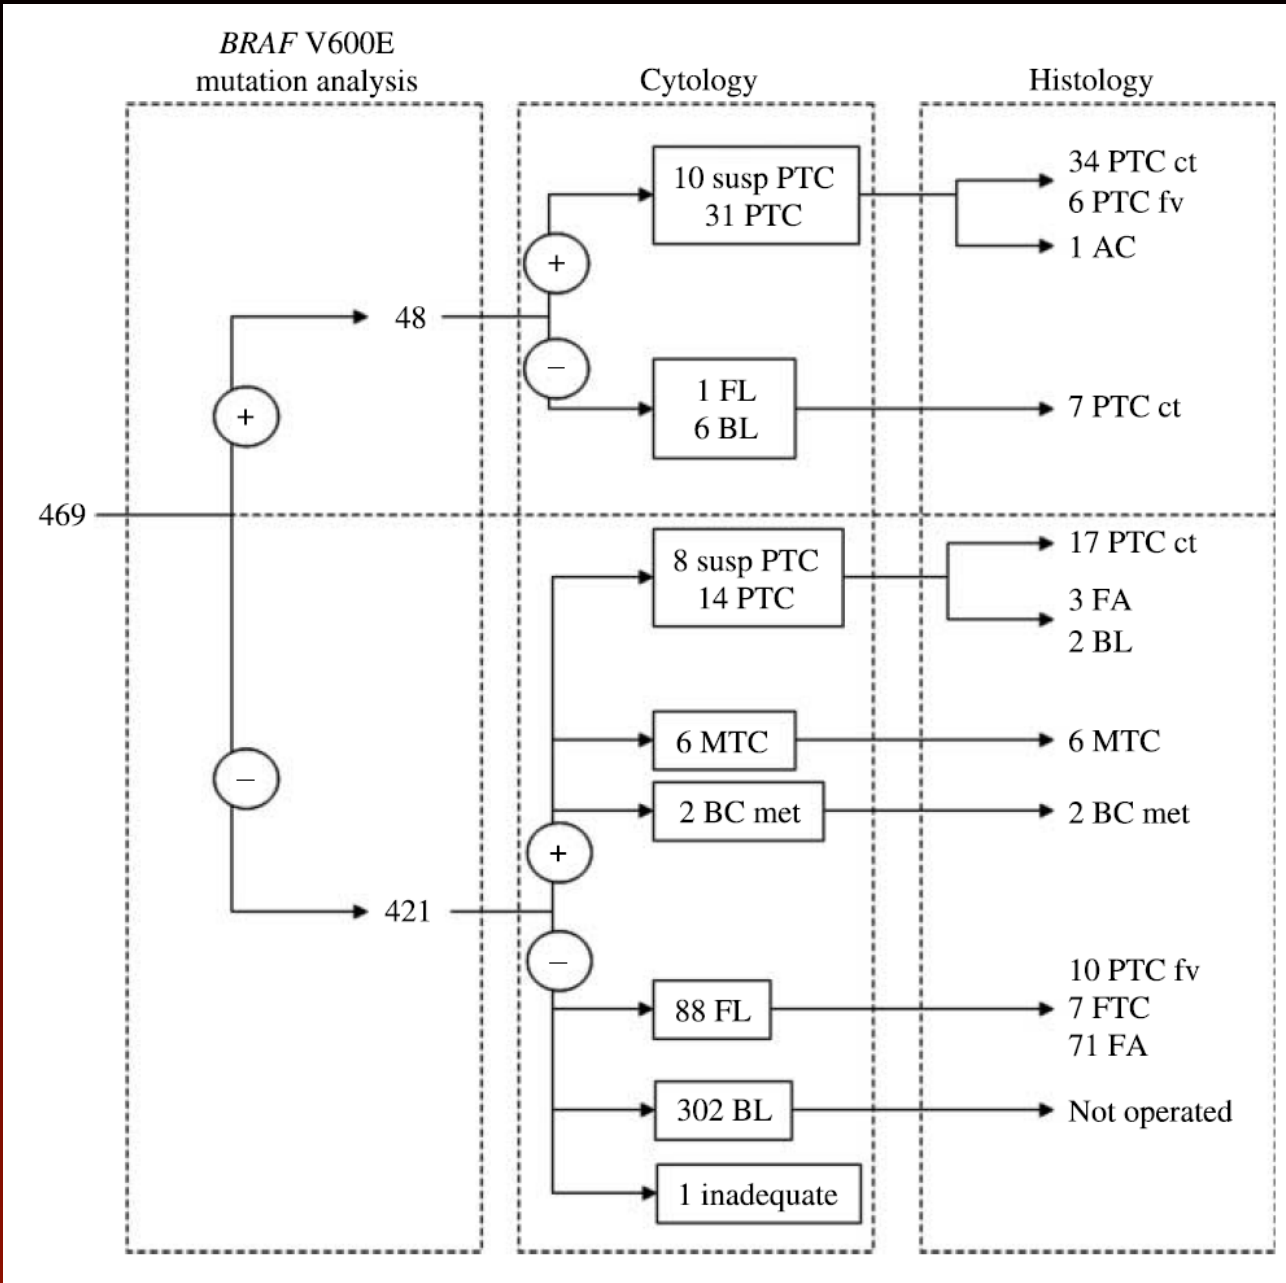 BRAF V600E
mutation analysis
Cytology
Histology
469
+
48
+
10 susp PTC
31 PTC
34 PTC ct
6 PTC fv
1 AC
−
1 FL
6 BL
7 PTC ct
−
421
+
8 susp PTC
14 PTC
17 PTC ct
3 FA
2 BL
6 MTC
6 MTC
2 BC met
2 BC met
−
88 FL
10 PTC fv
7 FTC
71 FA
302 BL
Not operated
1 inadequate